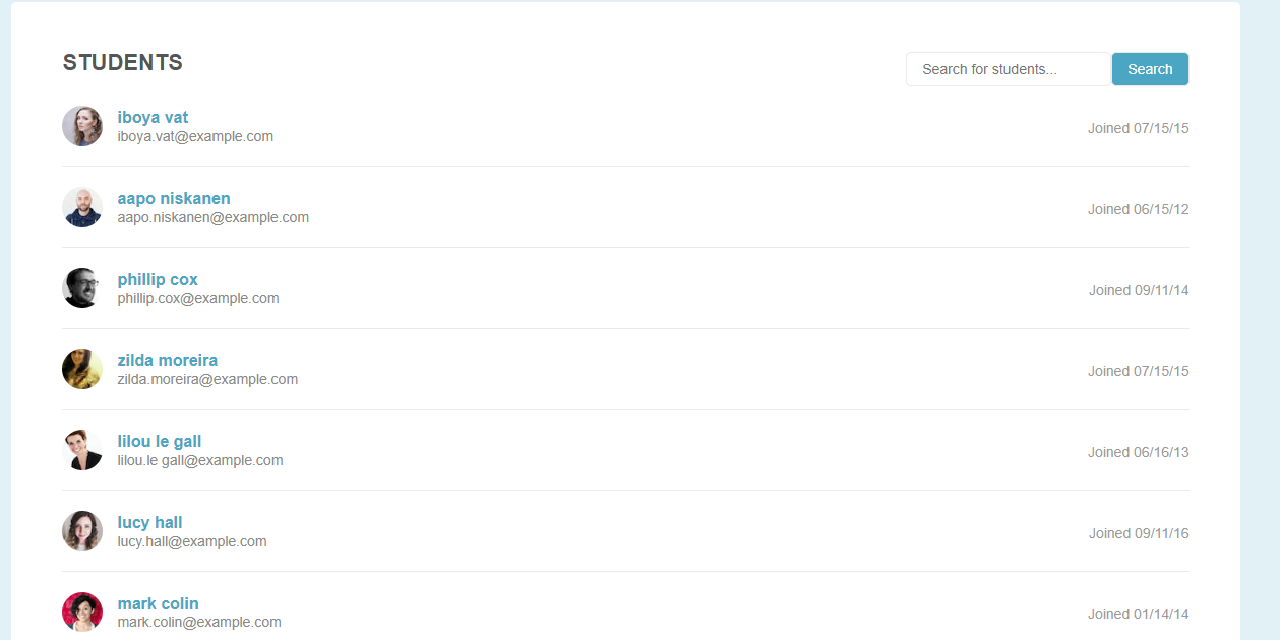 STUDENTS
Search for students...
Search
iboya vat
iboya.vat@example.com
Joined 07/15/15
aapo niskanen
aapo.niskanen@example.com
Joined 06/15/12
phillip cox
phillip.cox@example.com
Joined 09/11/14
zilda moreira
zilda.moreira@example.com
Joined 07/15/15
lilou le gall
lilou.le gall@example.com
Joined 06/16/13
lucy hall
lucy.hall@example.com
Joined 09/11/16
mark colin
mark.colin@example.com
Joined 01/14/14